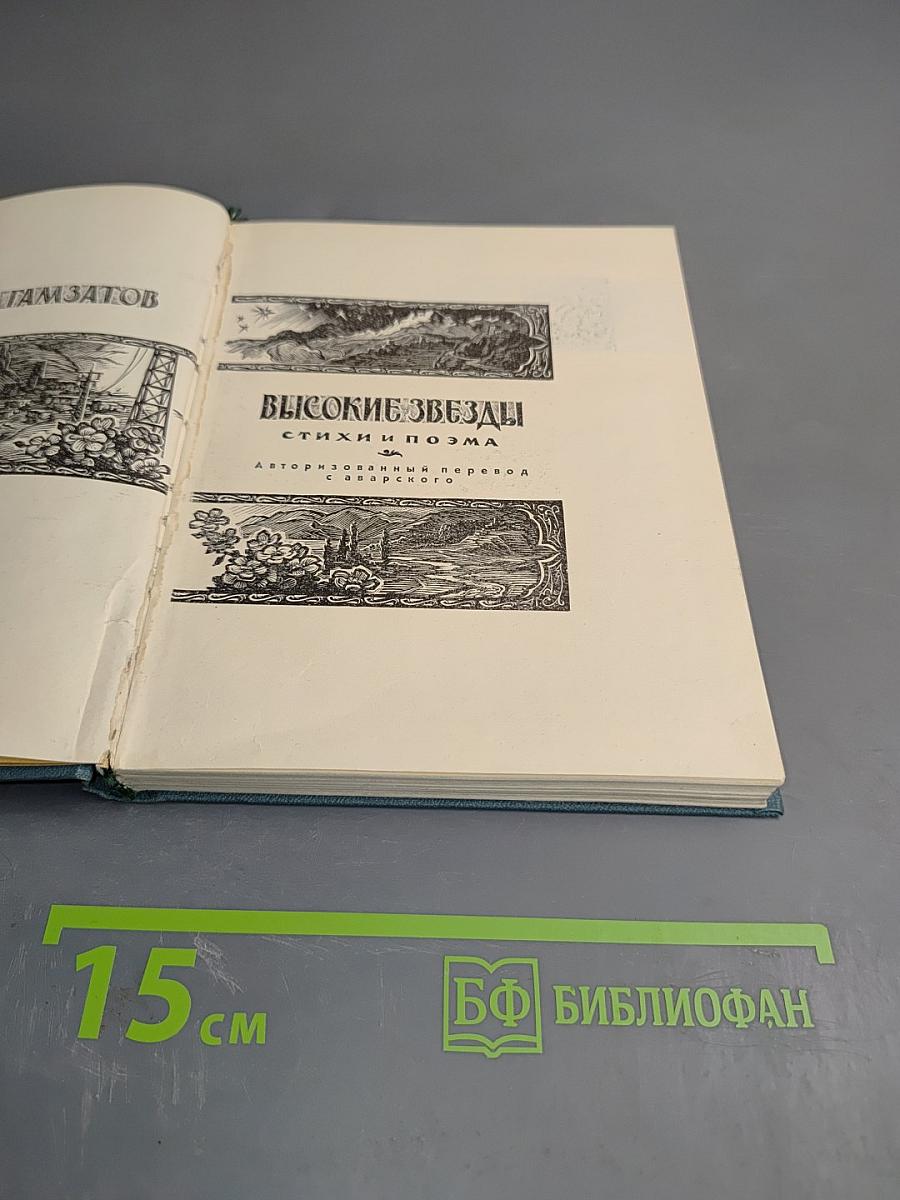 ГАМЗАТОВ
ВЫСОКИЕ ЗВЕЗДЫ
СТИХИ И ПОЭМА
Авторизованный перевод
с аварского
15 см
БФ БИБЛИОФАН